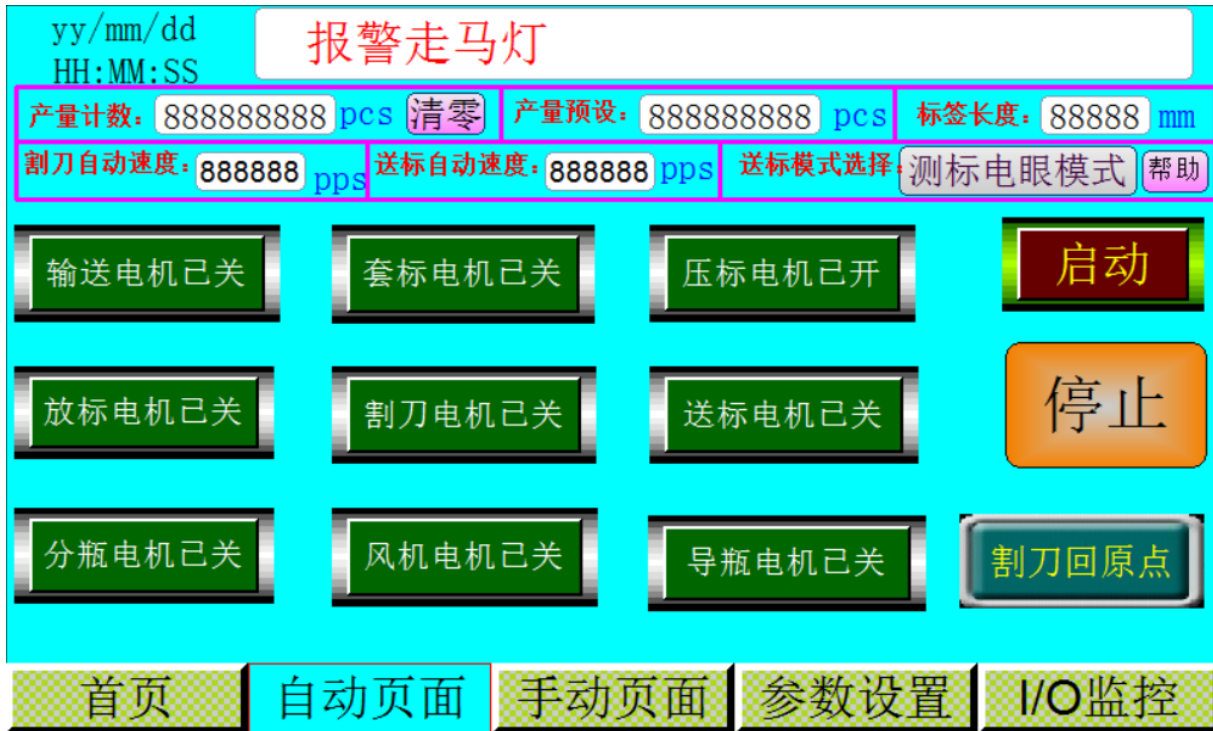 yy/mm/dd
HH:MM:SS
报警走马灯
产量计数: 888888888 pcs 清零 产量预设: 888888888 pcs 标签长度: 88888 mm
割刀自动速度: 888888 pps 送标自动速度: 888888 pps 送标模式选择: 测标电眼模式 帮助
输送电机已关 套标电机已关 压标电机已开 启动
放标电机已关 割刀电机已关 送标电机已关 停止
分瓶电机已关 风机电机已关 导瓶电机已关 割刀回原点
首页 自动页面 手动页面 参数设置 I/O监控